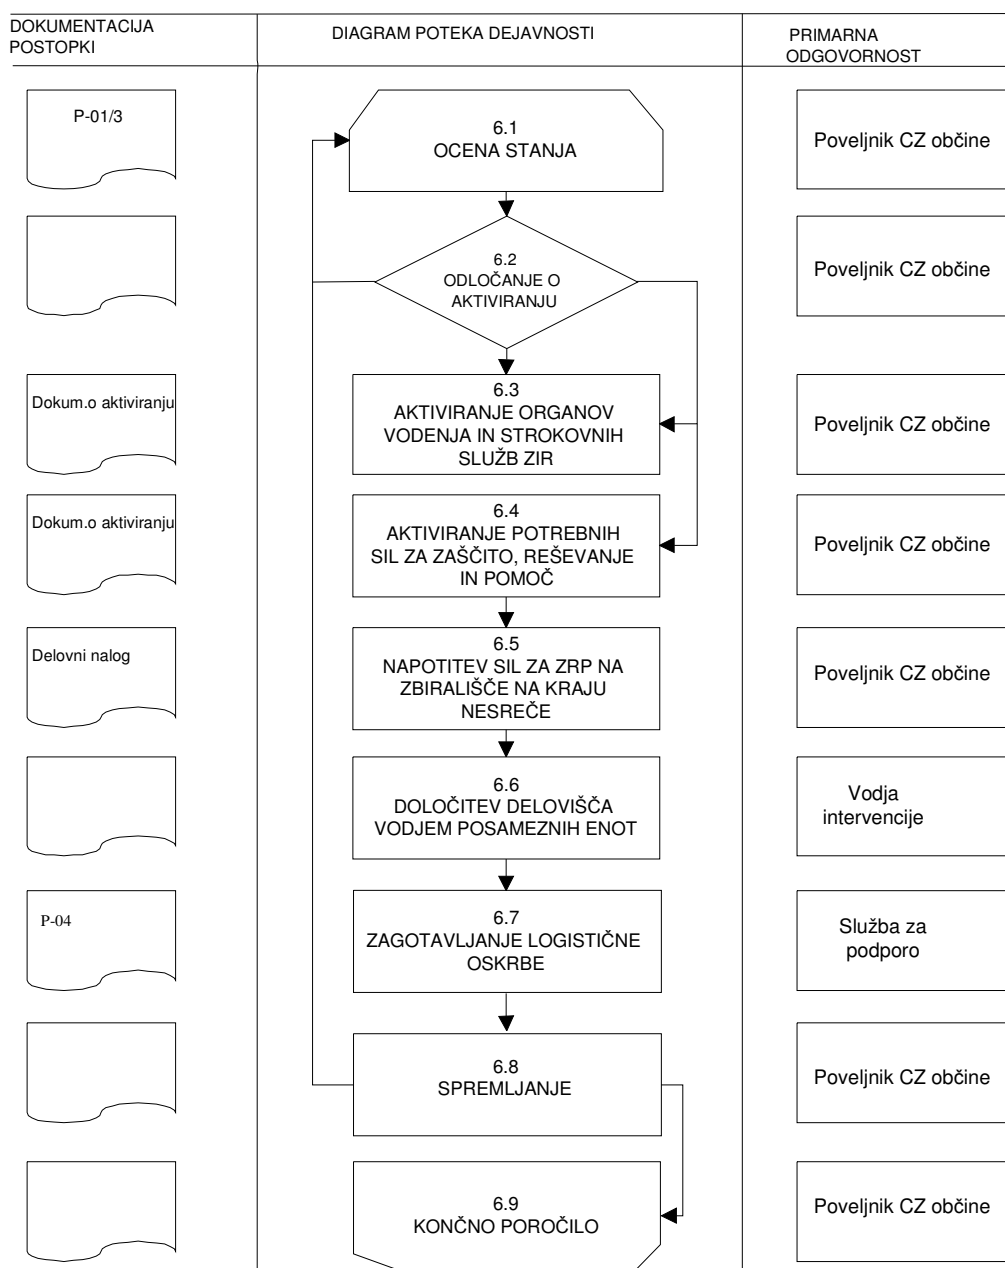 DOKUMENTACIJA
POSTOPKI
DIAGRAM POTEKA DEJAVNOSTI
PRIMARNA
ODGOVORNOST
P-01/3
6.1
OCENA STANJA
Poveljnik CZ občine
6.2
ODLOČANJE O
AKTIVIRANJU
Poveljnik CZ občine
Dokum.o aktiviranju
6.3
AKTIVIRANJE ORGANOV
VODENJA IN STROKOVNIH
SLUŽB ZIR
Poveljnik CZ občine
Dokum.o aktiviranju
6.4
AKTIVIRANJE POTREBNIH
SIL ZA ZAŠČITO, REŠEVANJE
IN POMOČ
Poveljnik CZ občine
Delovni nalog
6.5
NAPOTITEV SIL ZA ZRP NA
ZBIRALIŠČE NA KRAJU
NESREČE
Poveljnik CZ občine
6.6
DOLOČITEV DELOVIŠČA
VODJEM POSAMEZNIH ENOT
Vodja
intervencije
P-04
6.7
ZAGOTAVLJANJE LOGISTIČNE
OSKRBE
Služba za
podporo
6.8
SPREMLJANJE
Poveljnik CZ občine
6.9
KONČNO POROČILO
Poveljnik CZ občine